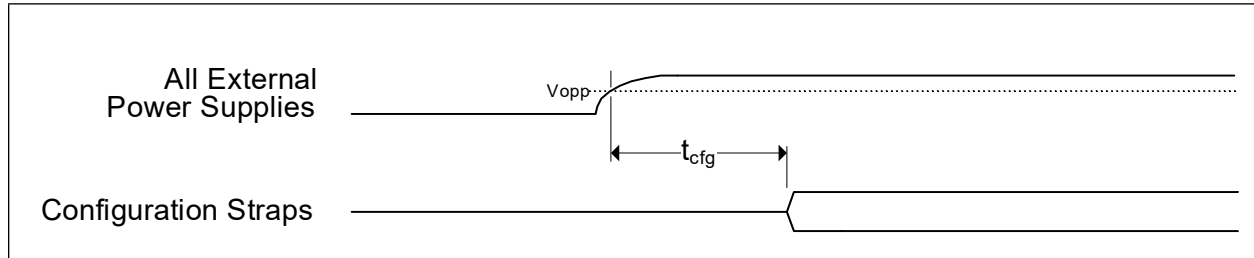 All External
Power Supplies
Vopp
tcfg
Configuration Straps